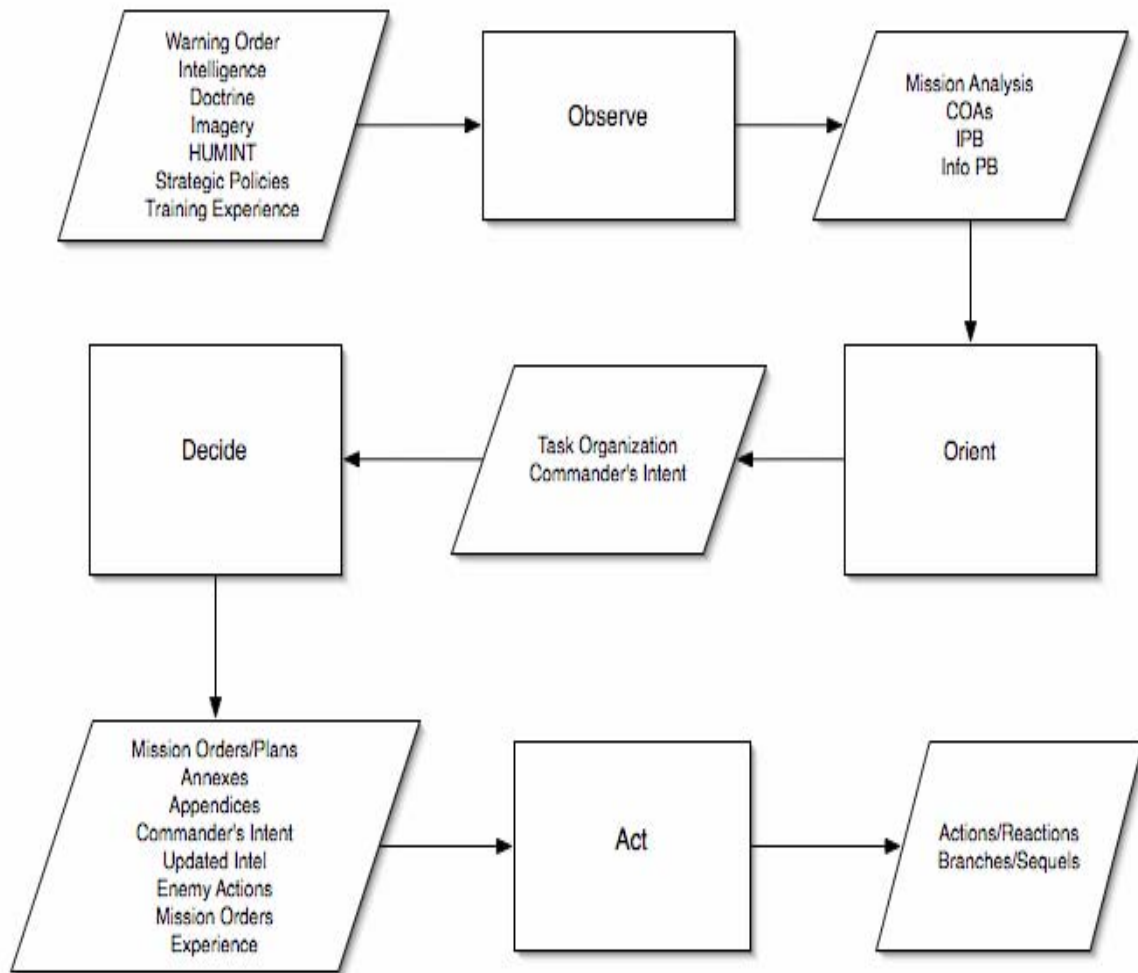 Warning Order
Intelligence
Doctrine
Imagery
HUMINT
Strategic Policies
Training Experience
Observe
Mission Analysis
COAs
IPB
Info PB
Decide
Task Organization
Commander's Intent
Orient
Mission Orders/Plans
Annexes
Appendices
Commander's Intent
Updated Intel
Enemy Actions
Mission Orders
Experience
Act
Actions/Reactions
Branches/Sequels